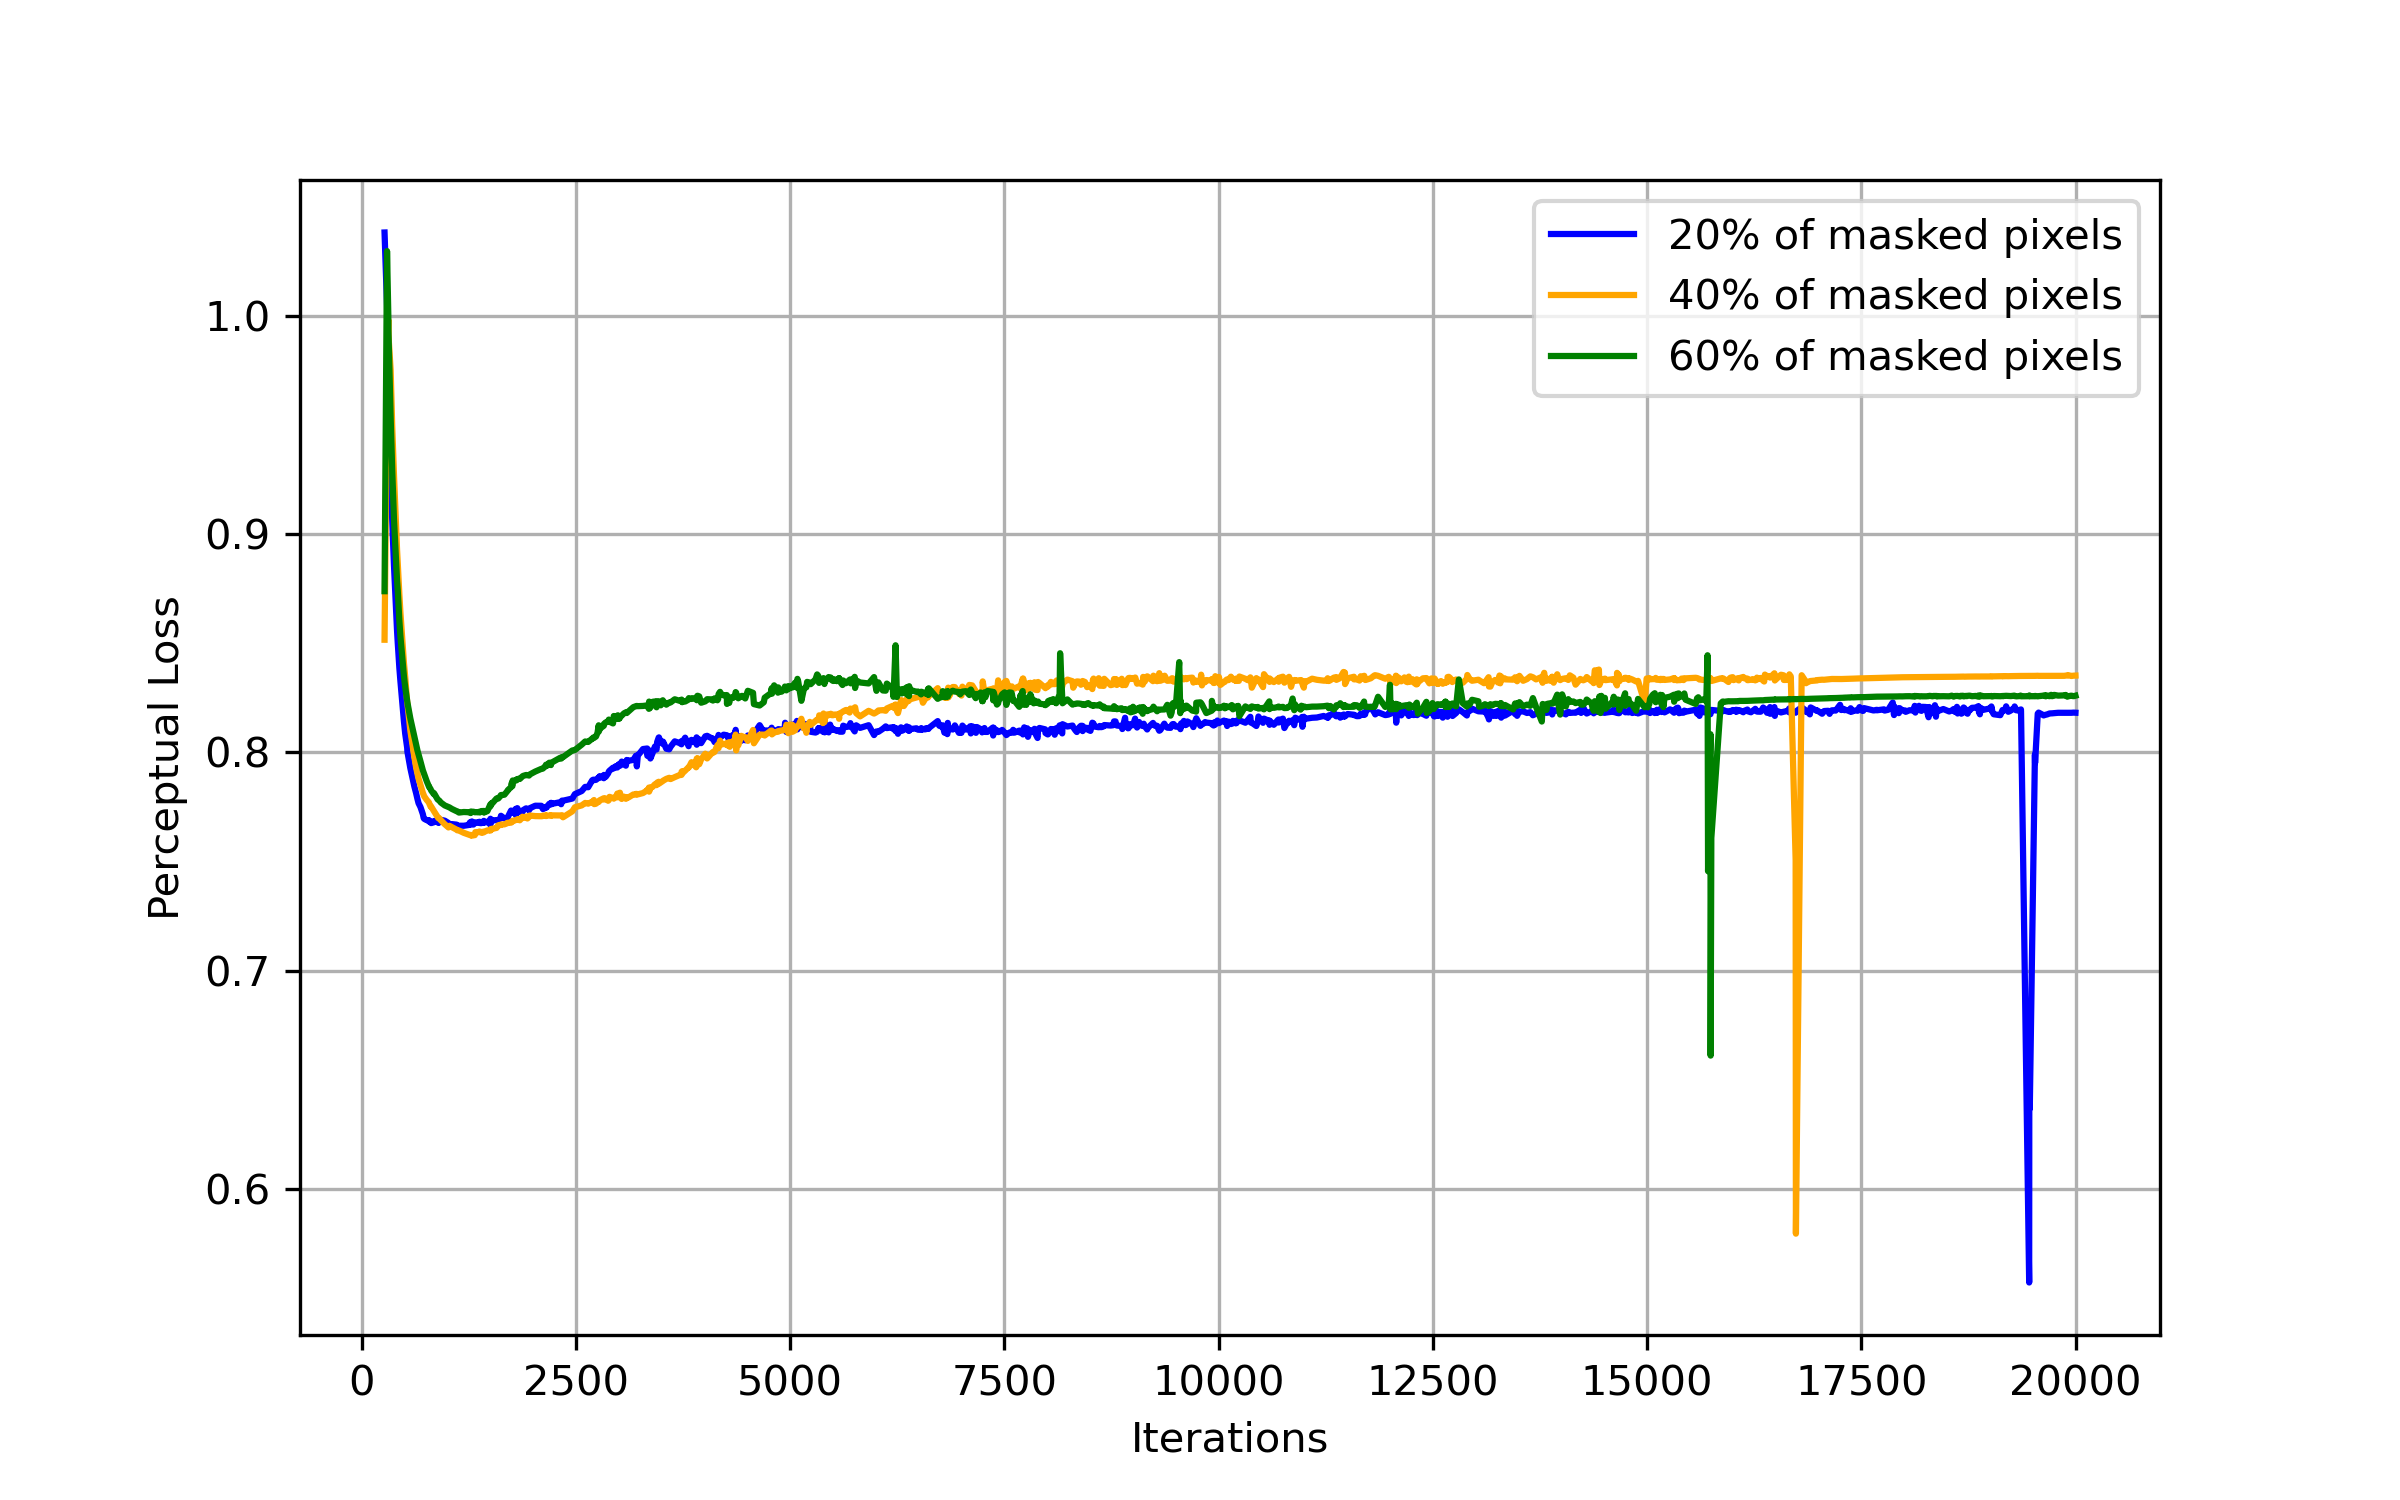 20% of masked pixels
40% of masked pixels
60% of masked pixels
1.0
0.9
0.8
0.7
0.6
Perceptual Loss
0 2500 5000 7500 10000 12500 15000 17500 20000
Iterations